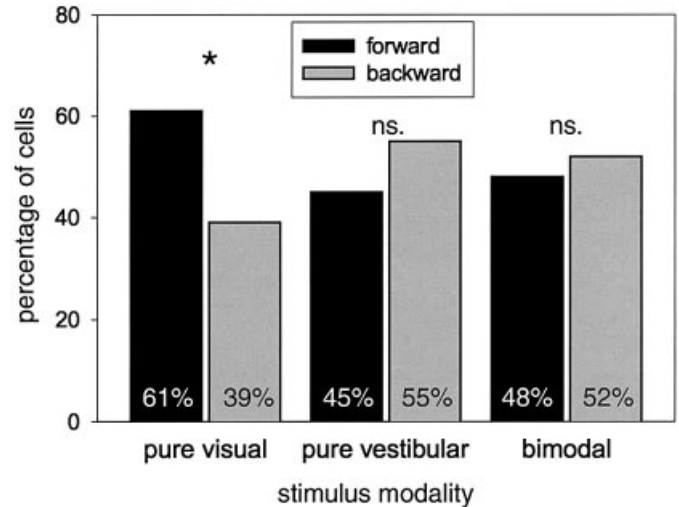 80
60
40
20
0
percentage of cells
forward
backward
*
ns.
ns.
61%
39%
45%
55%
48%
52%
pure visual
pure vestibular
bimodal
stimulus modality